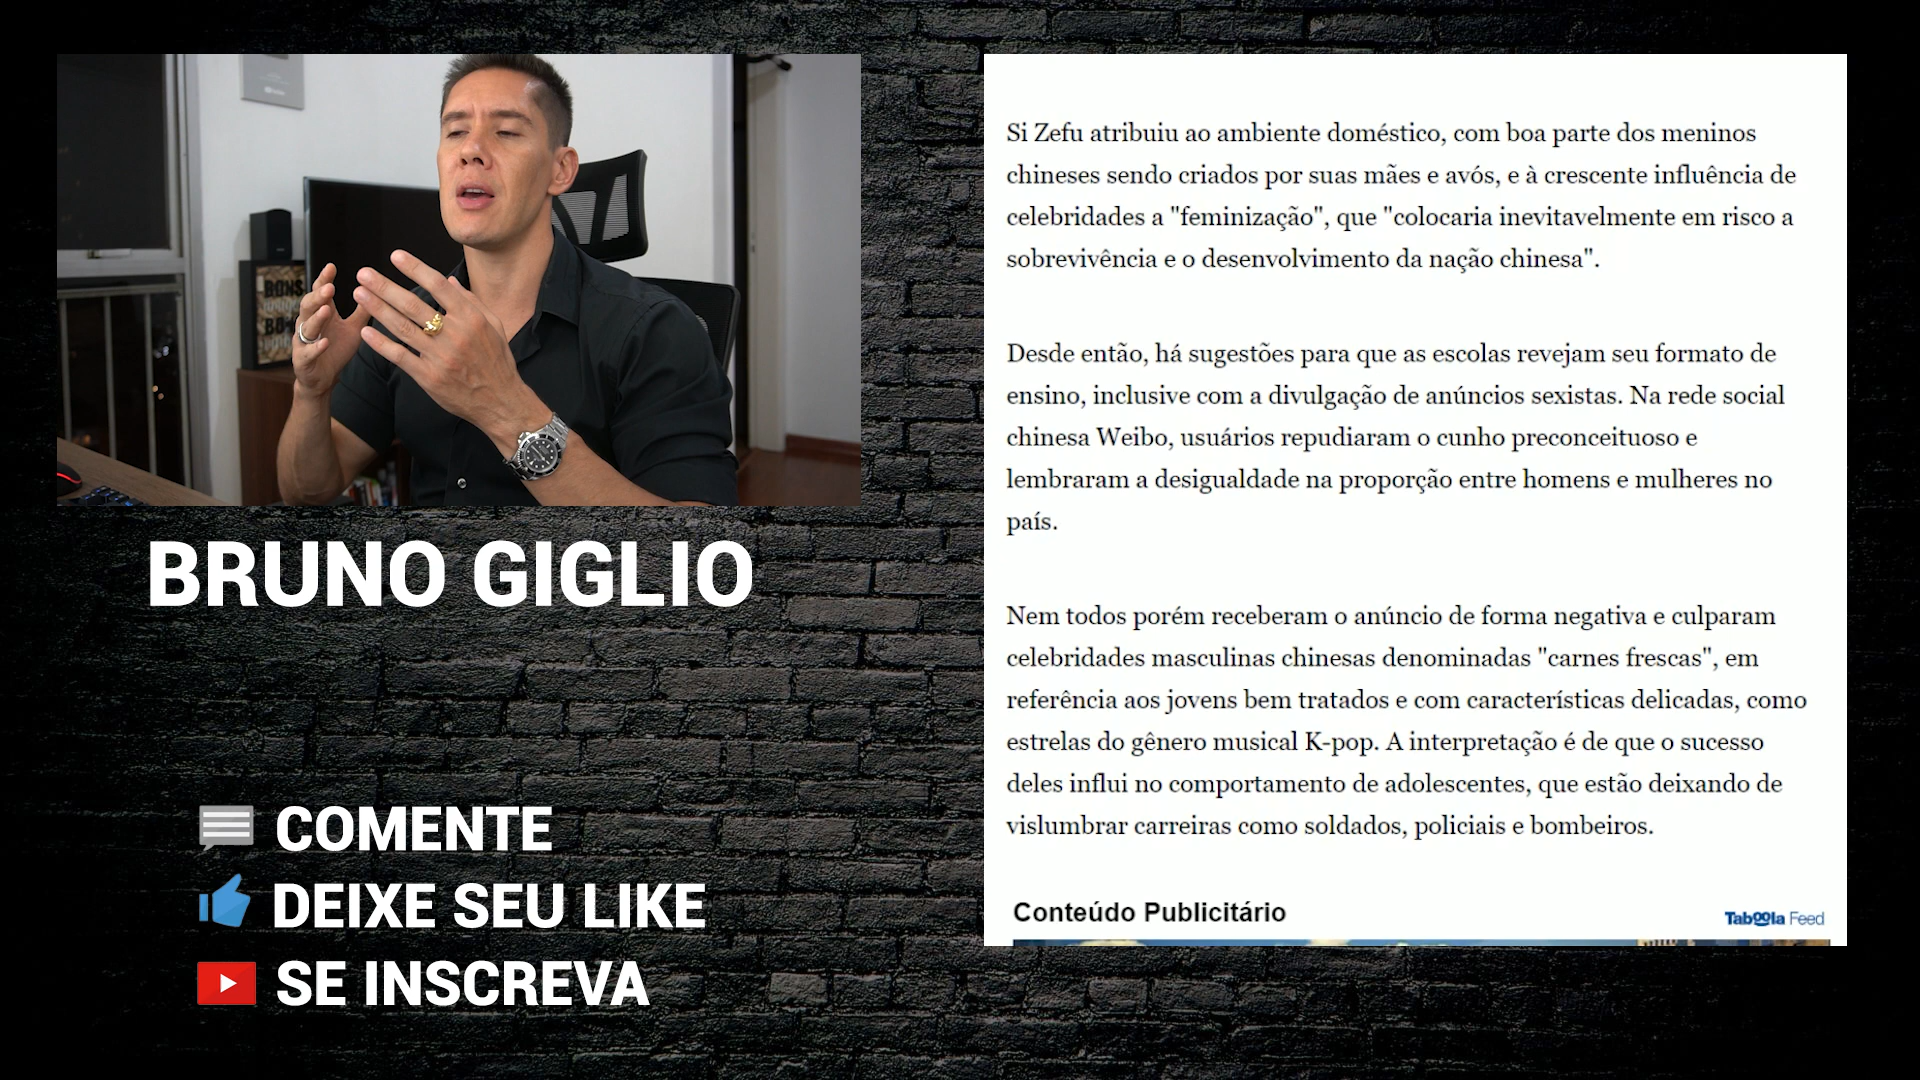 Si Zefu atribuiu ao ambiente doméstico, com boa parte dos meninos
chineses sendo criados por suas mães e avós, e à crescente influência de
celebridades a "feminização", que "colocaria inevitavelmente em risco a
sobrevivência e o desenvolvimento da nação chinesa".
Desde então, há sugestões para que as escolas revejam seu formato de
ensino, inclusive com a divulgação de anúncios sexistas. Na rede social
chinesa Weibo, usuários repudiaram o cunho preconceituoso e
lembraram a desigualdade na proporção entre homens e mulheres no
país.
Nem todos porém receberam o anúncio de forma negativa e culparam
celebridades masculinas chinesas denominadas "carnes frescas", em
referência aos jovens bem tratados e com características delicadas, como
estrelas do gênero musical K-pop. A interpretação é de que o sucesso
deles influi no comportamento de adolescentes, que estão deixando de
vislumbrar carreiras como soldados, policiais e bombeiros.
Conteúdo Publicitário
Taboola Feed
BRUNO GIGLIO
COMENTE
DEIXE SEU LIKE
SE INSCREVA